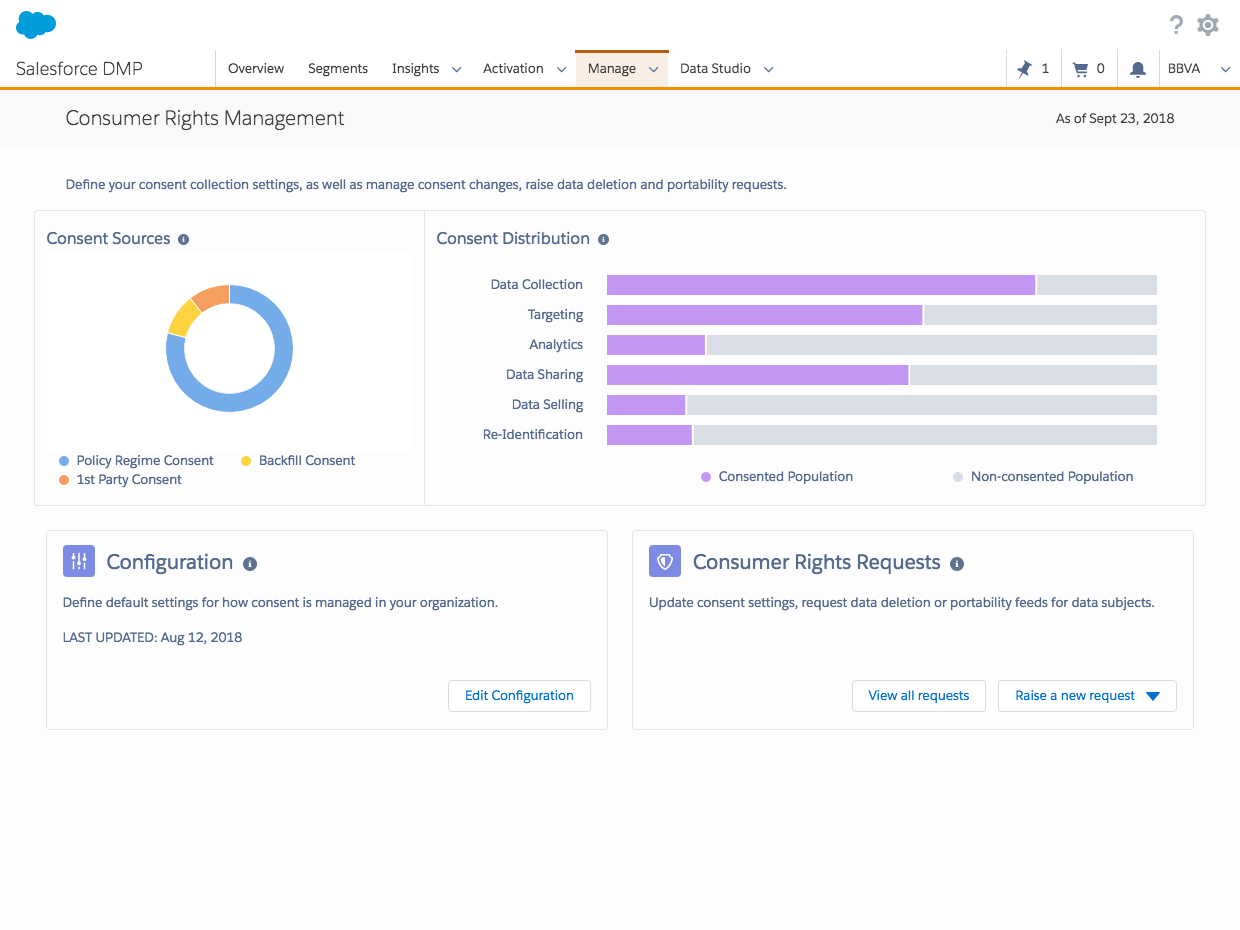 Salesforce DMP
Overview Segments Insights Activation Manage Data Studio 1 0 BBVA
Consumer Rights Management As of Sept 23, 2018
Define your consent collection settings, as well as manage consent changes, raise data deletion and portability requests.
Consent Sources
Policy Regime Consent Backfill Consent
1st Party Consent
Consent Distribution
Data Collection
Targeting
Analytics
Data Sharing
Data Selling
Re-Identification
Consented Population Non-consented Population
Configuration
Define default settings for how consent is managed in your organization.
LAST UPDATED: Aug 12, 2018
Edit Configuration
Consumer Rights Requests
Update consent settings, request data deletion or portability feeds for data subjects.
View all requests Raise a new request